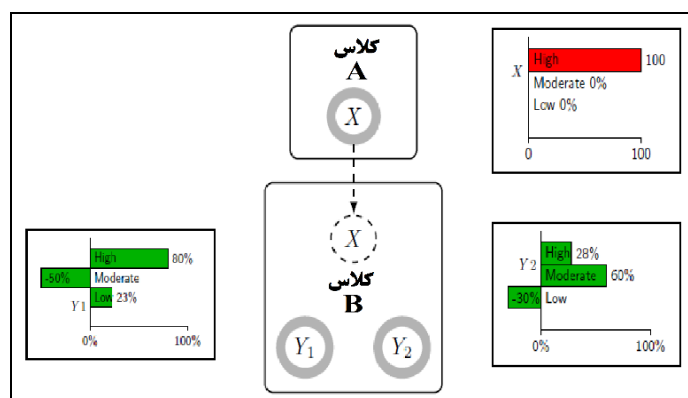 کلاس
A
X
High 100
X
Moderate 0%
Low 0%
0 100
X
کلاس
B
Y1 Y2
High 80%
-50% Moderate
Low 23%
Y1
0% 100%
High 28%
Y2
Moderate 60%
-30% Low
0% 100%